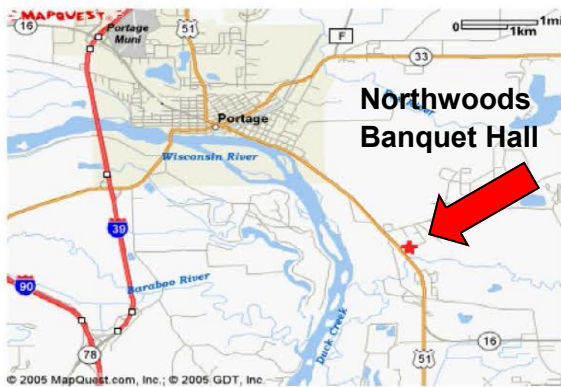 MAPQUEST
16
Portage
Muni
51
F
0 1mi
1km
33
Northwoods
Banquet Hall
Portage
Wisconsin River
39
90
Baraboo River
Duck Creek
78
16
51
© 2005 MapQuest.com, Inc.; © 2005 GDT, Inc.